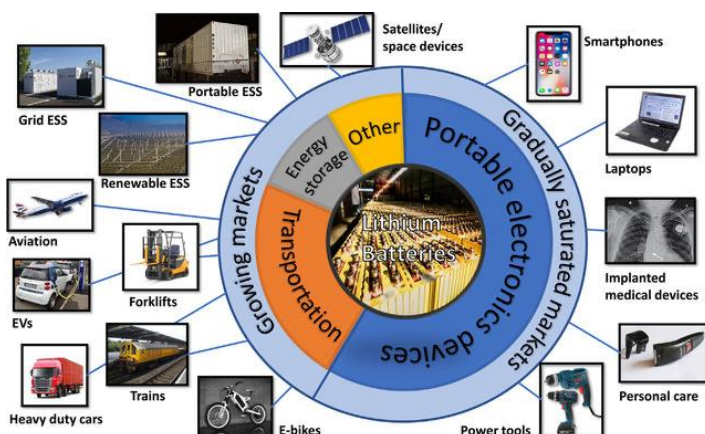 Satellites/
space devices
Smartphones
Portable ESS
Grid ESS
Renewable ESS
Laptops
Aviation
Forklifts
Implanted
medical devices
EVs
Heavy duty cars
Trains
Personal care
E-bikes
Power tools
Growing markets
Gradually saturated markets
Other
Energy
storage
Transportation
Portable electronics devices
Lithium
Batteries